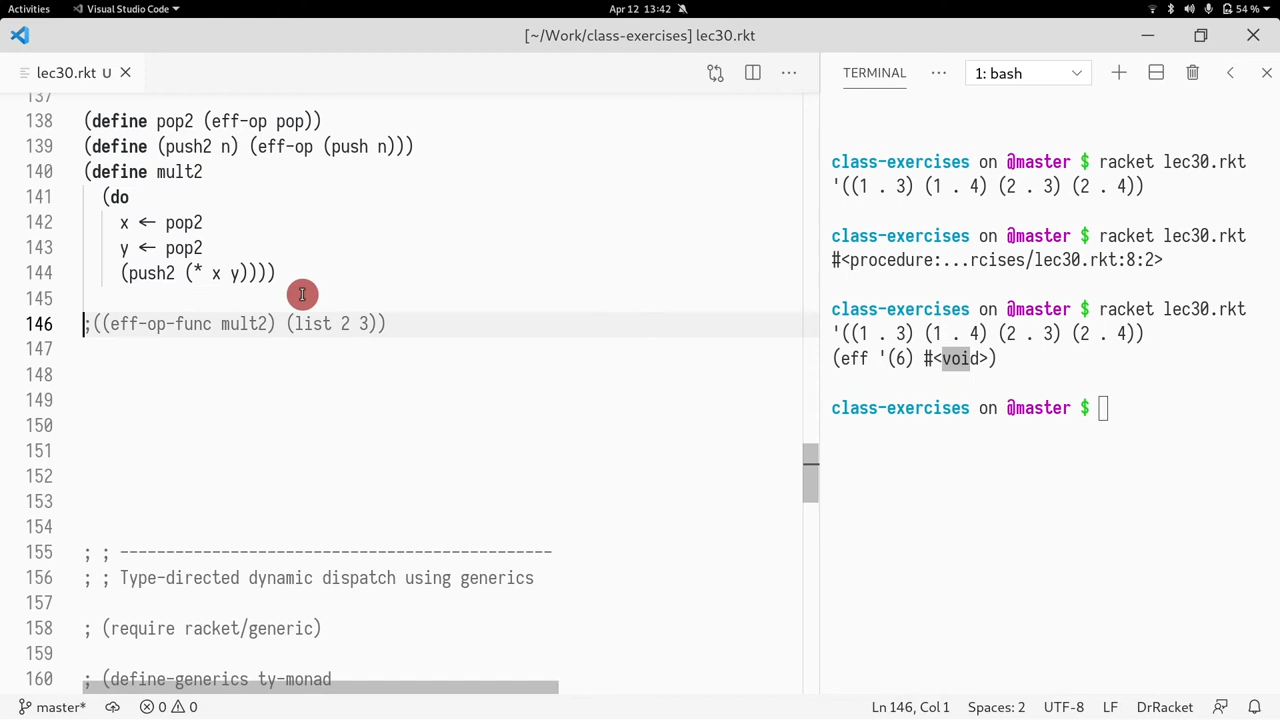 Activities Visual Studio Code Apr 12 13:42 54 %
[~/Work/class-exercises] lec30.rkt
lec30.rkt U
TERMINAL 1: bash
137
138 (define pop2 (eff-op pop))
139 (define (push2 n) (eff-op (push n)))
140 (define mult2
141 (do
142 x ← pop2
143 y ← pop2
144 (push2 (* x y))))
145
146 ;((eff-op-func mult2) (list 2 3))
147
148
149
150
151
152
153
154
155 ; ; -----------------------------------------------
156 ; ; Type-directed dynamic dispatch using generics
157
158 ; (require racket/generic)
159
160 ; (define-generics ty-monad
class-exercises on @master $ racket lec30.rkt
'((1 . 3) (1 . 4) (2 . 3) (2 . 4))
class-exercises on @master $ racket lec30.rkt
#<procedure:...rcises/lec30.rkt:8:2>
class-exercises on @master $ racket lec30.rkt
'((1 . 3) (1 . 4) (2 . 3) (2 . 4))
(eff '(6) #<void>)
class-exercises on @master $
master* 0 0 Ln 146, Col 1 Spaces: 2 UTF-8 LF DrRacket